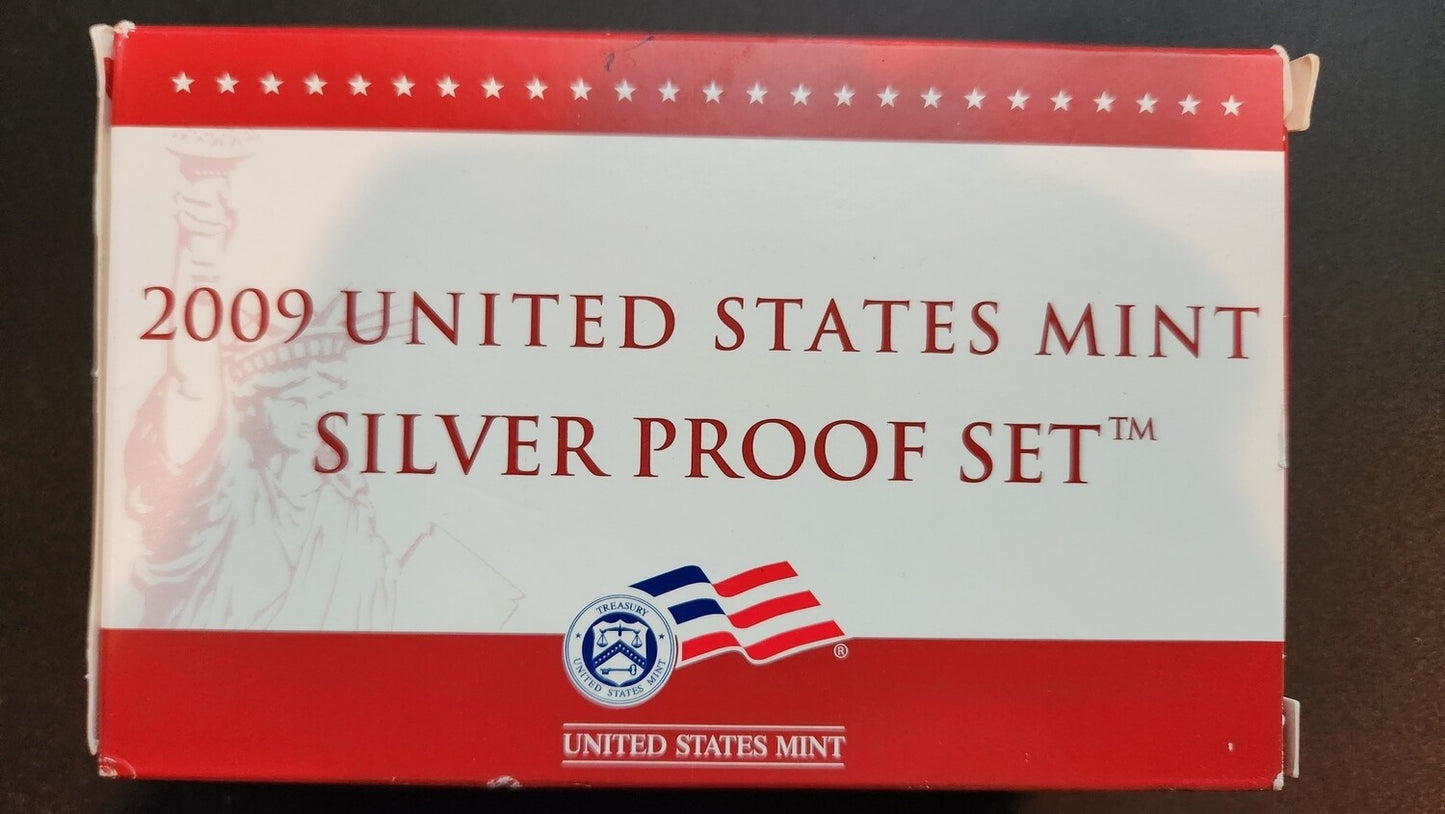 2009 UNITED STATES MINT
SILVER PROOF SET™
TREASURY
UNITED STATES MINT
®
UNITED STATES MINT